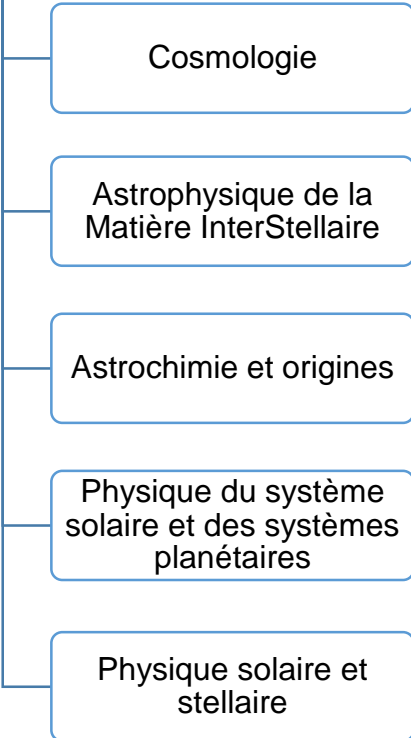 Cosmologie
Astrophysique de la
Matière InterStellaire
Astrochimie et origines
Physique du système
solaire et des systèmes
planétaires
Physique solaire et
stellaire